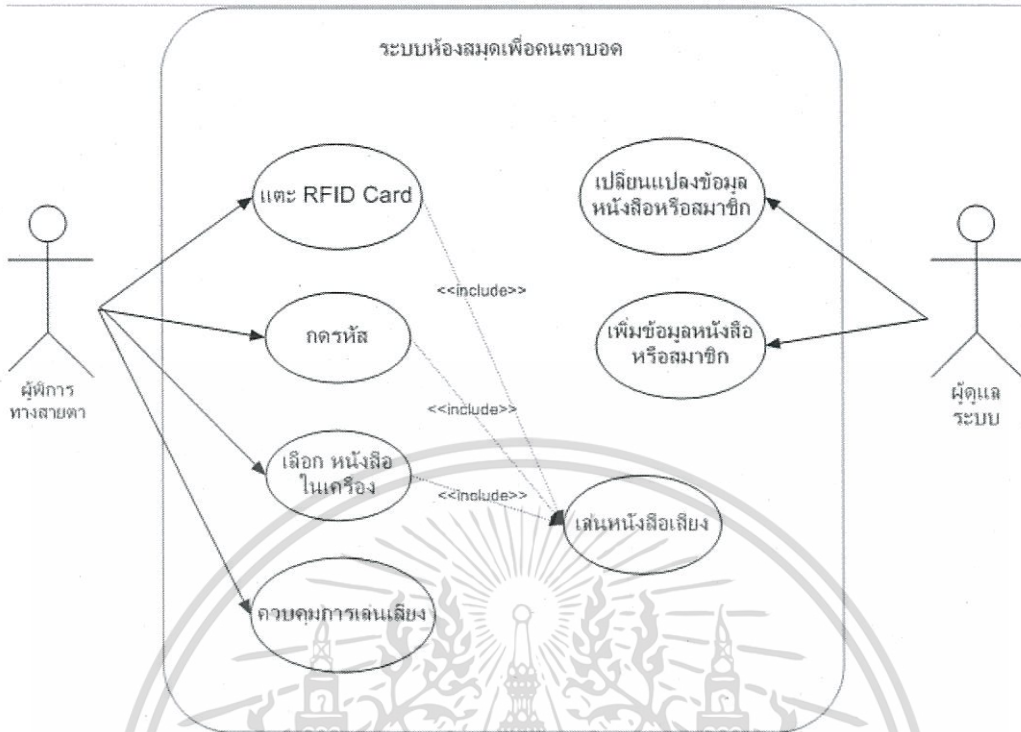 ระบบห้องสมุดเพื่อคนตาบอด
แตะ RFID Card
เปลี่ยนแปลงข้อมูล
หนังสือหรือสมาชิก
<<include>>
กดรหัส
เพิ่มข้อมูลหนังสือ
หรือสมาชิก
ผู้พิการ
ทางสายตา
ผู้ดูแล
ระบบ
<<include>>
เลือก หนังสือ
ในเครื่อง
<<include>>
เล่นหนังสือเสียง
ควบคุมการเล่นเสียง